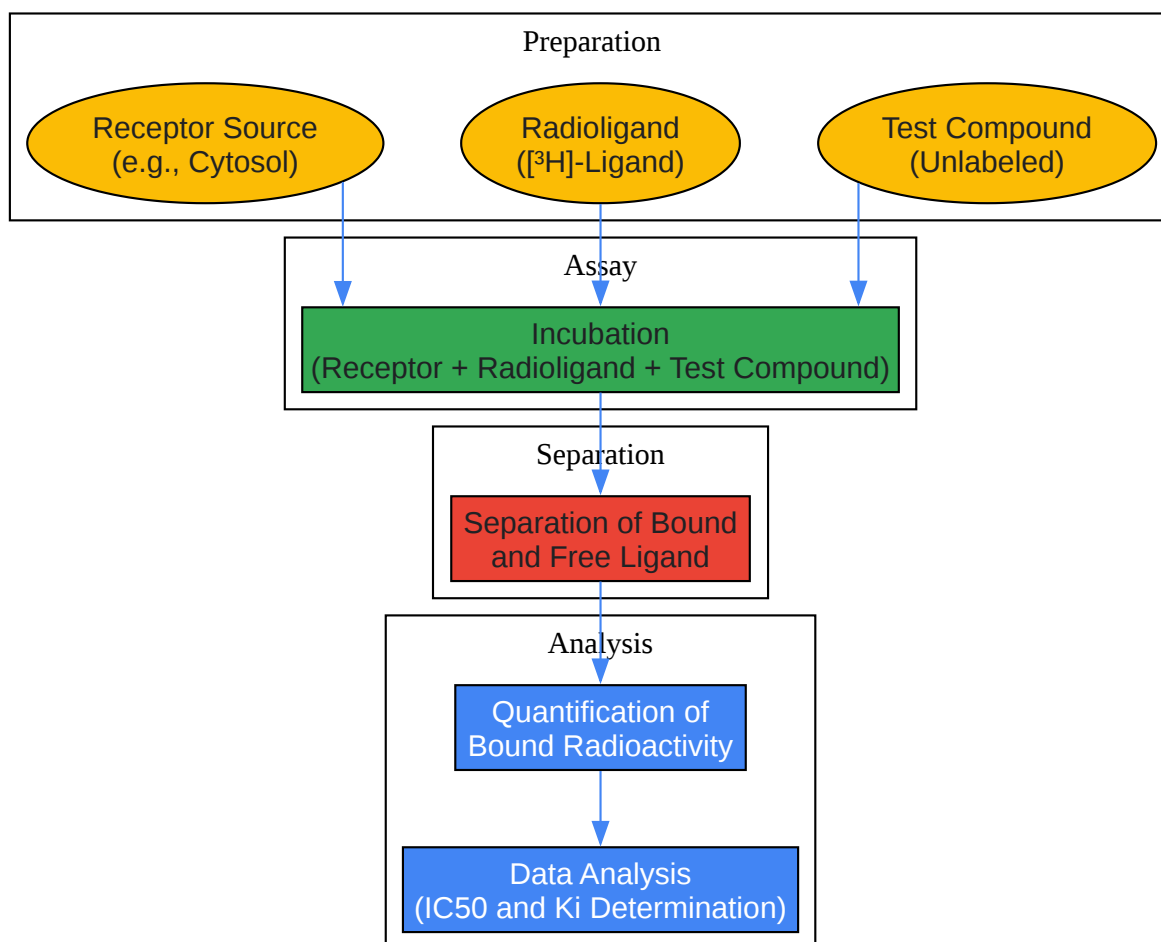 Preparation
Receptor Source
(e.g., Cytosol)
Radioligand
([³H]-Ligand)
Test Compound
(Unlabeled)
Assay
Incubation
(Receptor + Radioligand + Test Compound)
Separation
Separation of Bound
and Free Ligand
Analysis
Quantification of
Bound Radioactivity
Data Analysis
(IC50 and Ki Determination)